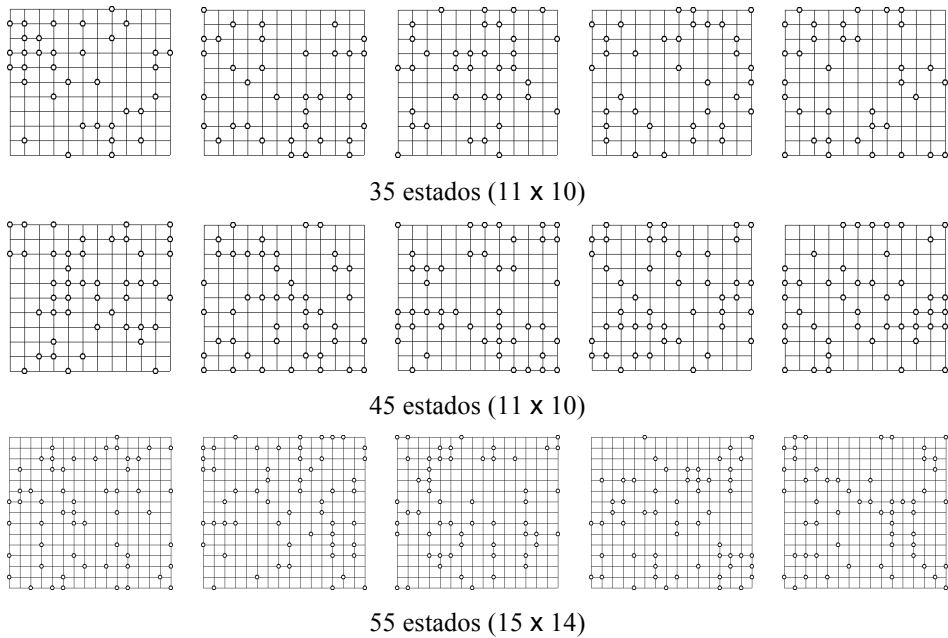 35 estados (11 x 10)
45 estados (11 x 10)
55 estados (15 x 14)